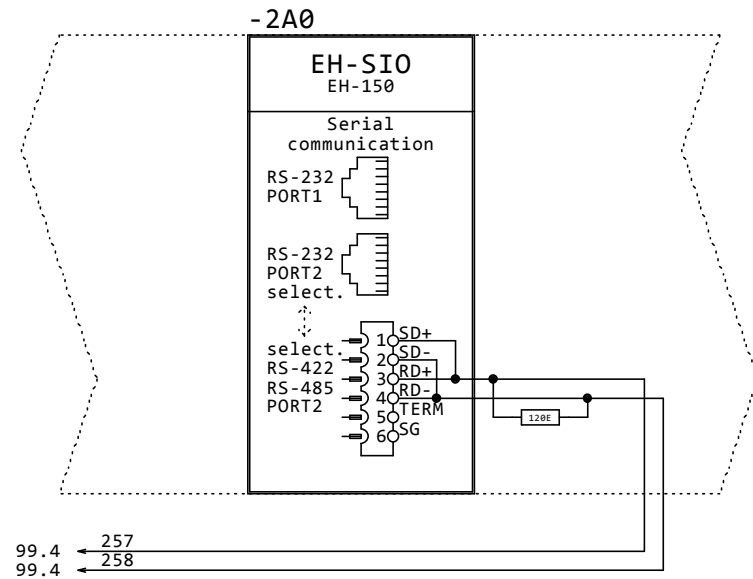 -2A0
EH-SIO
EH-150
Serial
communication
RS-232
PORT1
RS-232
PORT2
select.
select.
RS-422
RS-485
PORT2
1 SD+
2 SD-
3 RD+
4 RD-
5 TERM
6 SG
120E
257
99.4
258
99.4